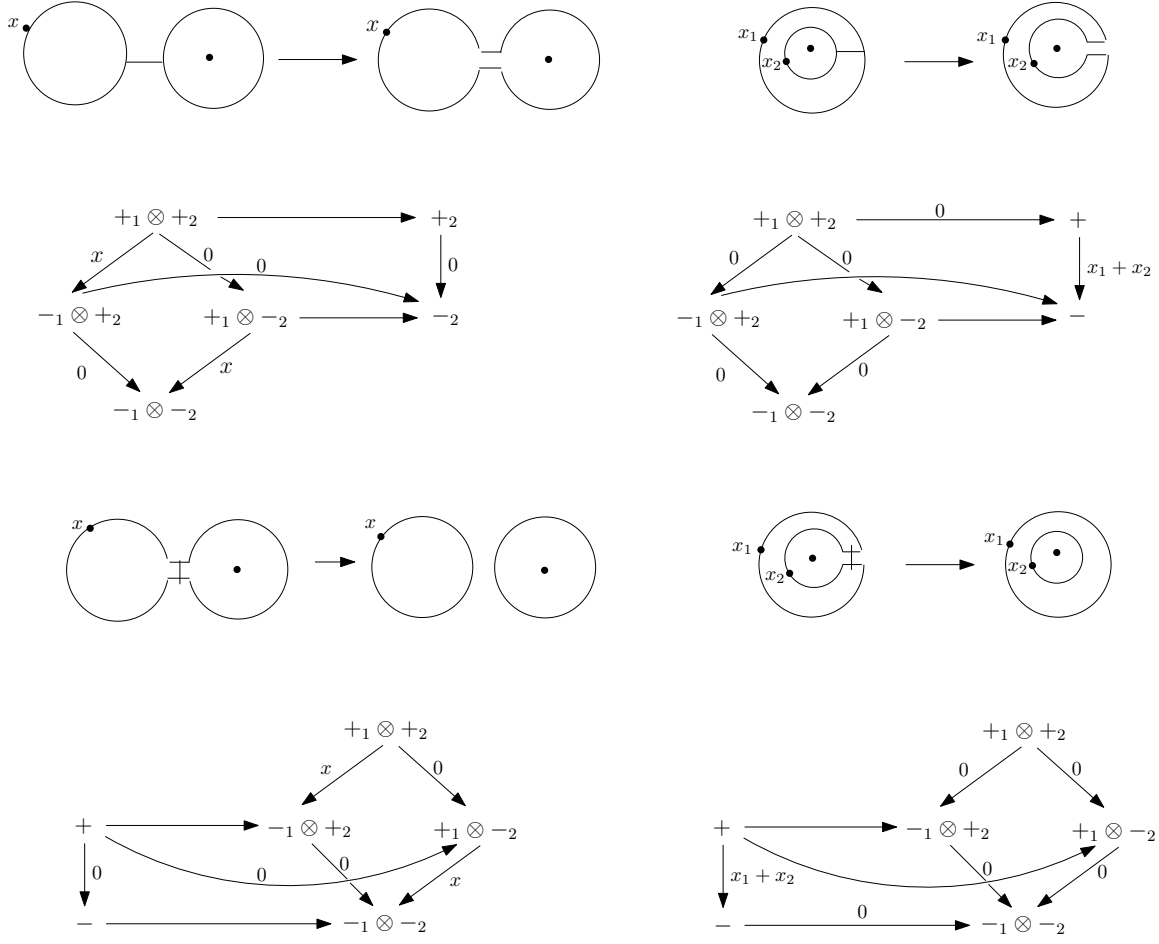 x x x₁ x₂ x₁ x₂
+₁ ⊗ +₂ +₂ +₁ ⊗ +₂ 0 +
x 0 0 0 0 0 x₁ + x₂
−₁ ⊗ +₂ +₁ ⊗ −₂ −₂ −₁ ⊗ +₂ +₁ ⊗ −₂ −
0 x 0 0
−₁ ⊗ −₂ −₁ ⊗ −₂
x x x₁ x₂ x₁ x₂
+₁ ⊗ +₂ +₁ ⊗ +₂
x 0 0 0
+ −₁ ⊗ +₂ +₁ ⊗ −₂ + −₁ ⊗ +₂ +₁ ⊗ −₂
0 0 0 x x₁ + x₂ 0 0
− −₁ ⊗ −₂ − 0 −₁ ⊗ −₂